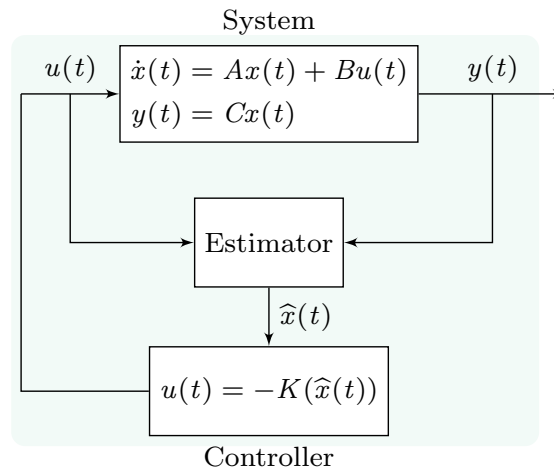 System
u(t)
ẋ(t) = Ax(t) + Bu(t)
y(t) = Cx(t)
y(t)
Estimator
x̂(t)
u(t) = −K(x̂(t))
Controller